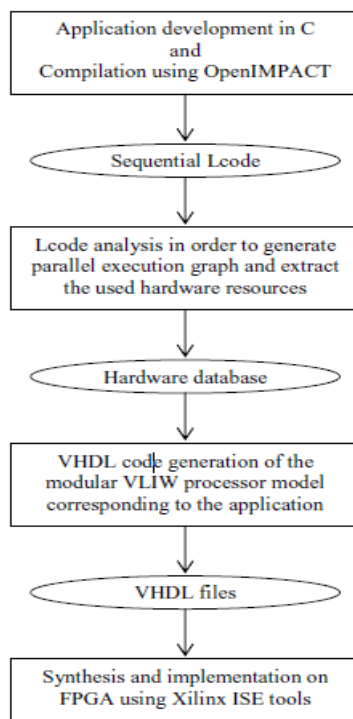 Application development in C
and
Compilation using OpenIMPACT
Sequential Lcode
Lcode analysis in order to generate
parallel execution graph and extract
the used hardware resources
Hardware database
VHDL code generation of the
modular VLIW processor model
corresponding to the application
VHDL files
Synthesis and implementation on
FPGA using Xilinx ISE tools